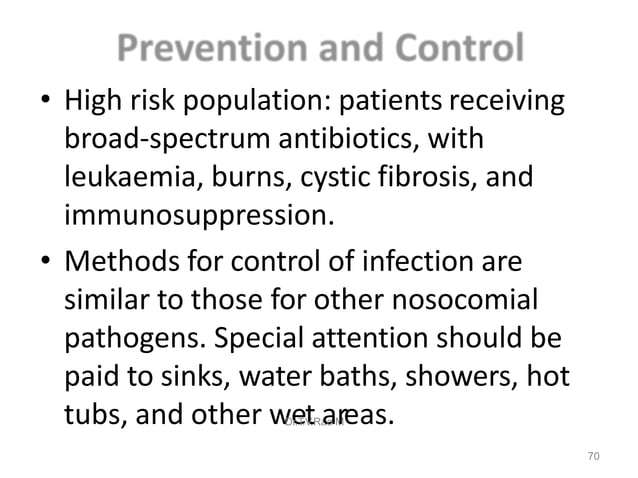 Prevention and Control
• High risk population: patients receiving
broad-spectrum antibiotics, with
leukaemia, burns, cystic fibrosis, and
immunosuppression.
• Methods for control of infection are
similar to those for other nosocomial
pathogens. Special attention should be
paid to sinks, water baths, showers, hot
tubs, and other wet areas.
70